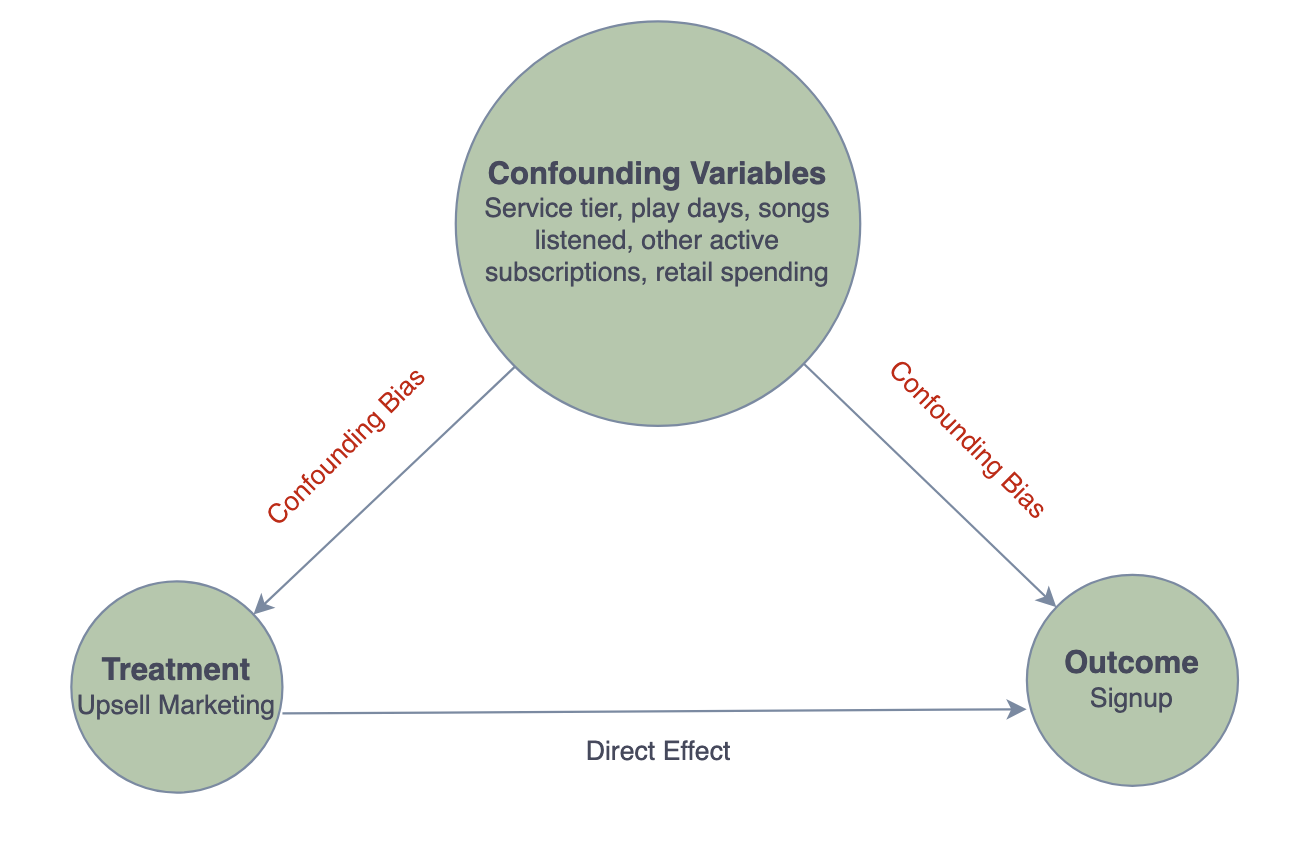 Confounding Variables
Service tier, play days, songs
listened, other active
subscriptions, retail spending
Confounding Bias
Confounding Bias
Treatment
Upsell Marketing
Outcome
Signup
Direct Effect